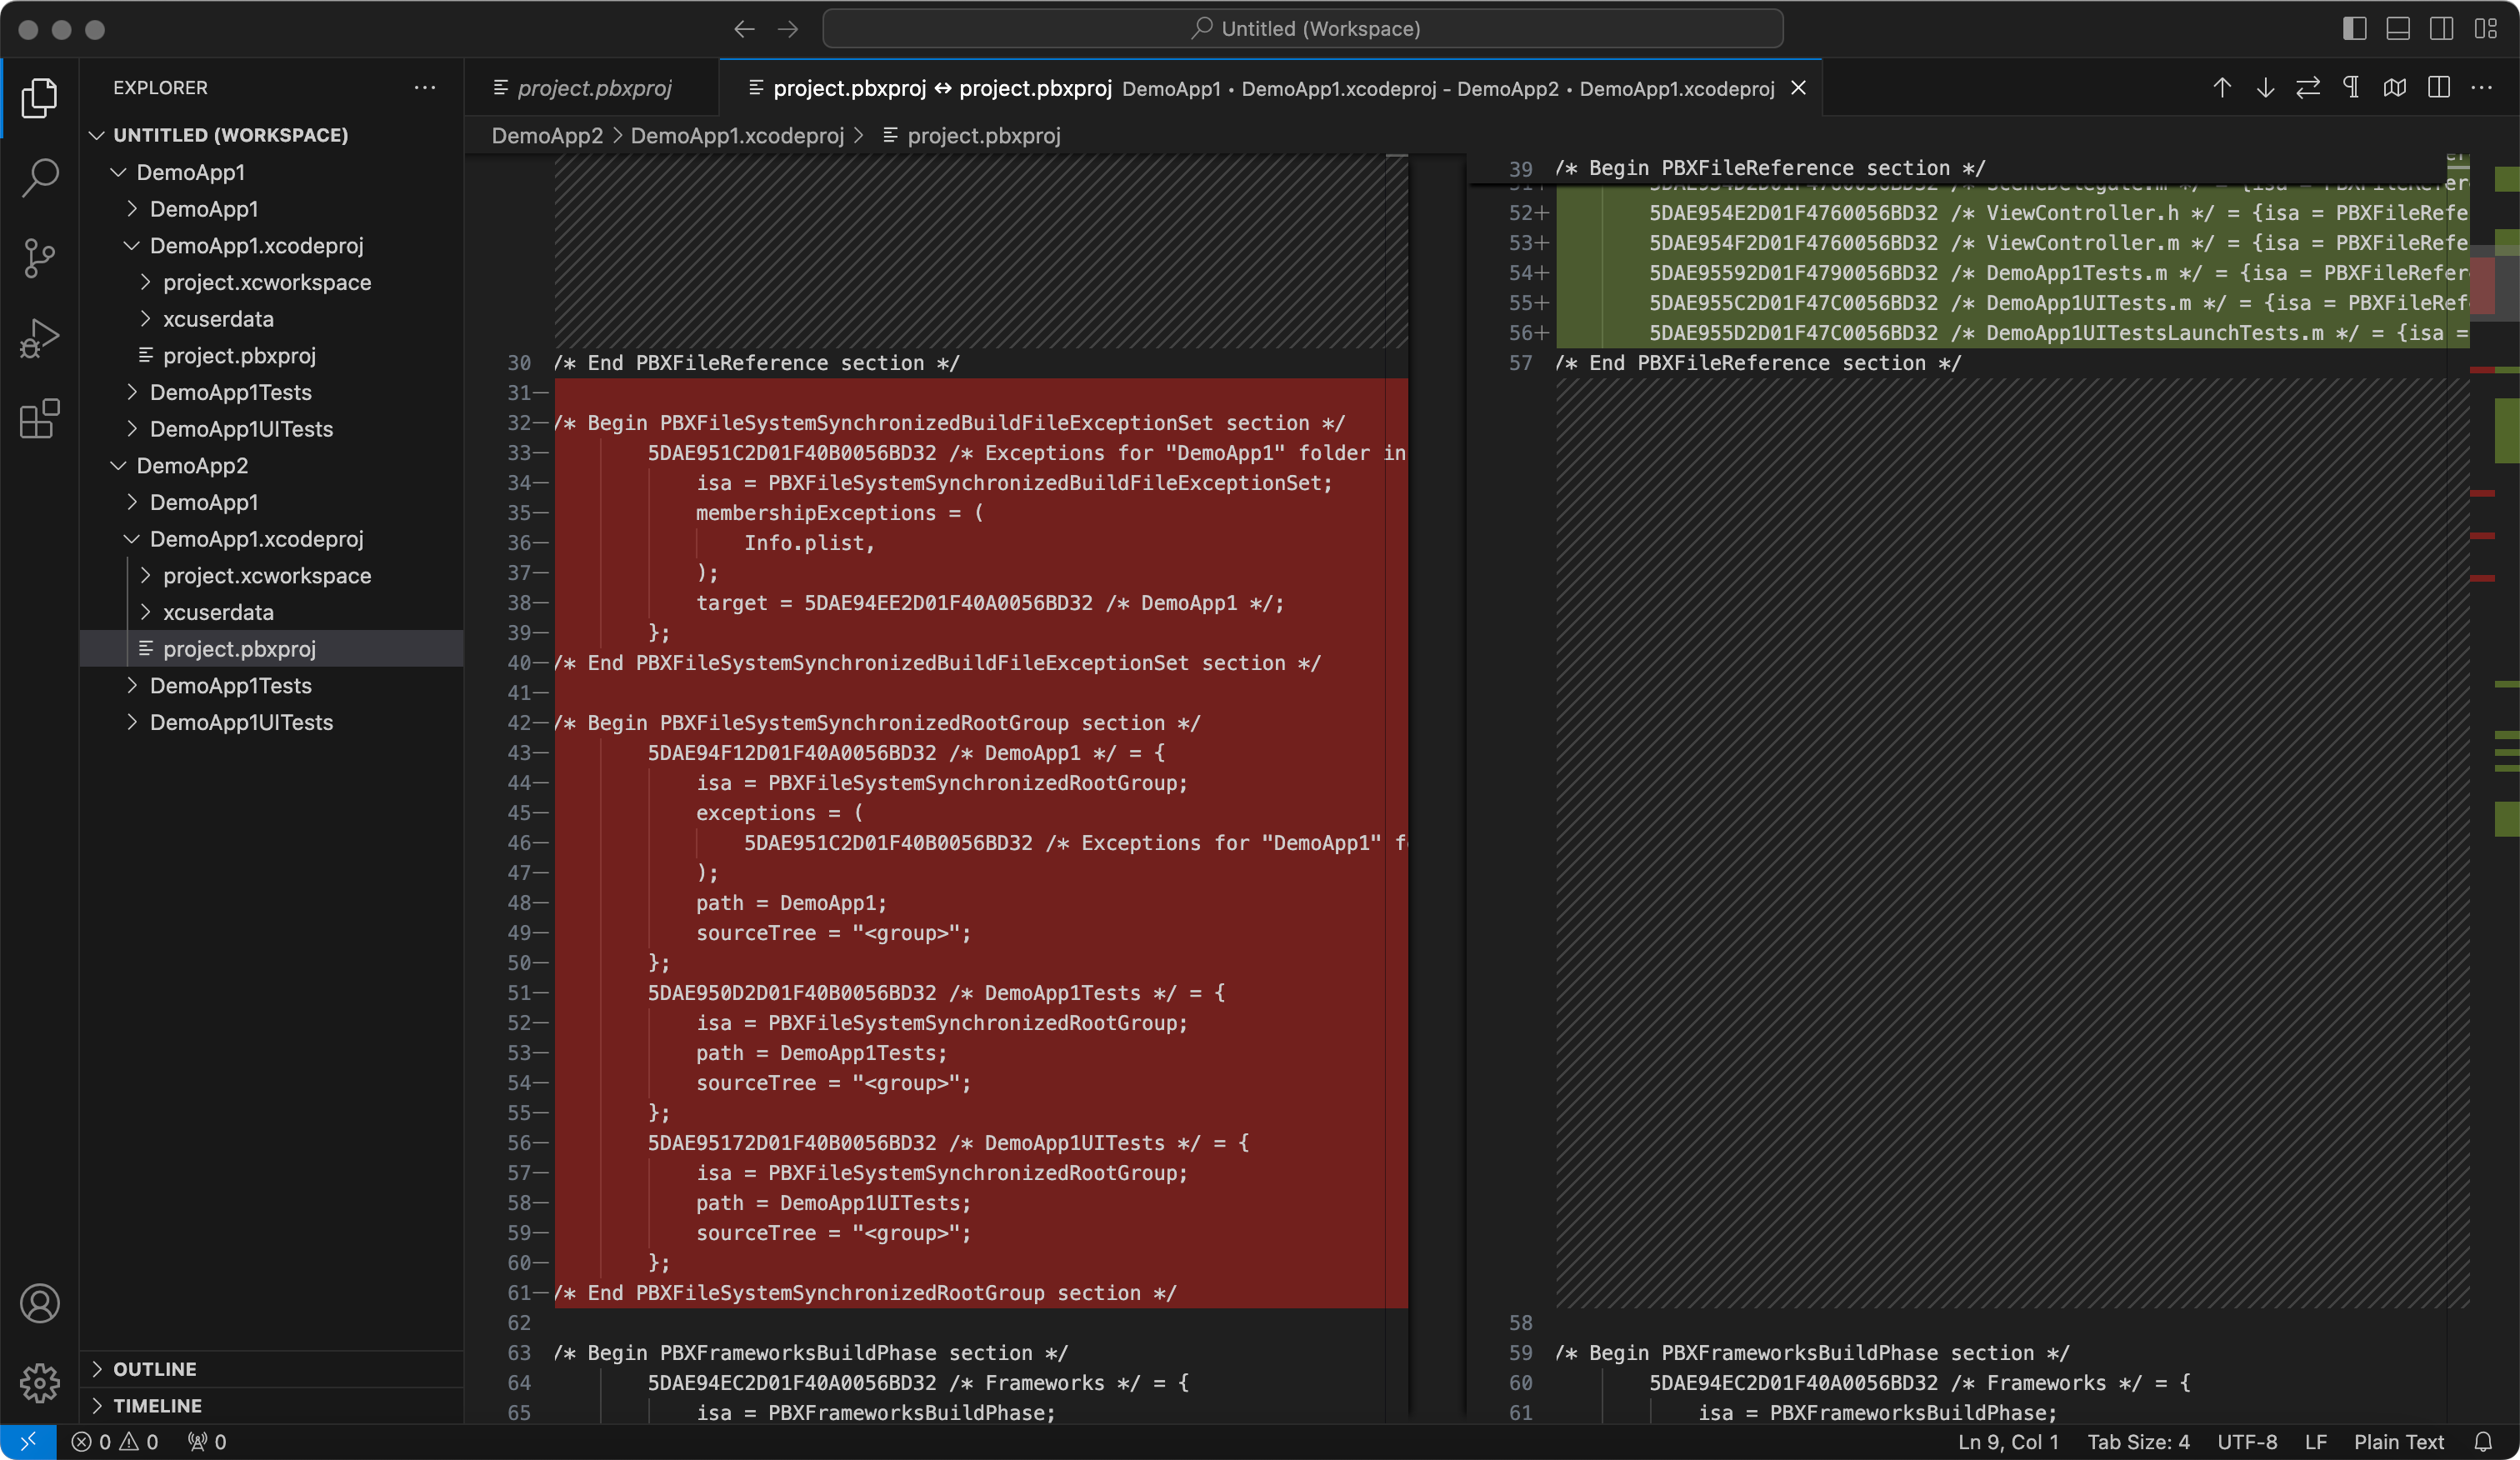 Untitled (Workspace)
EXPLORER
UNTITLED (WORKSPACE)
DemoApp1
DemoApp1
DemoApp1.xcodeproj
project.xcworkspace
xcuserdata
project.pbxproj
DemoApp1Tests
DemoApp1UITests
DemoApp2
DemoApp1
DemoApp1.xcodeproj
project.xcworkspace
xcuserdata
project.pbxproj
DemoApp1Tests
DemoApp1UITests
OUTLINE
TIMELINE
project.pbxproj
project.pbxproj ↔ project.pbxproj DemoApp1 • DemoApp1.xcodeproj - DemoApp2 • DemoApp1.xcodeproj
DemoApp2 > DemoApp1.xcodeproj > project.pbxproj
30 /* End PBXFileReference section */
31—
32— /* Begin PBXFileSystemSynchronizedBuildFileExceptionSet section */
33— 5DAE951C2D01F40B0056BD32 /* Exceptions for "DemoApp1" folder in
34— isa = PBXFileSystemSynchronizedBuildFileExceptionSet;
35— membershipExceptions = (
36— Info.plist,
37— );
38— target = 5DAE94EE2D01F40A0056BD32 /* DemoApp1 */;
39— };
40— /* End PBXFileSystemSynchronizedBuildFileExceptionSet section */
41—
42— /* Begin PBXFileSystemSynchronizedRootGroup section */
43— 5DAE94F12D01F40A0056BD32 /* DemoApp1 */ = {
44— isa = PBXFileSystemSynchronizedRootGroup;
45— exceptions = (
46— 5DAE951C2D01F40B0056BD32 /* Exceptions for "DemoApp1" f
47— );
48— path = DemoApp1;
49— sourceTree = "<group>";
50— };
51— 5DAE950D2D01F40B0056BD32 /* DemoApp1Tests */ = {
52— isa = PBXFileSystemSynchronizedRootGroup;
53— path = DemoApp1Tests;
54— sourceTree = "<group>";
55— };
56— 5DAE95172D01F40B0056BD32 /* DemoApp1UITests */ = {
57— isa = PBXFileSystemSynchronizedRootGroup;
58— path = DemoApp1UITests;
59— sourceTree = "<group>";
60— };
61— /* End PBXFileSystemSynchronizedRootGroup section */
62
63 /* Begin PBXFrameworksBuildPhase section */
64 5DAE94EC2D01F40A0056BD32 /* Frameworks */ = {
65 isa = PBXFrameworksBuildPhase;
39 /* Begin PBXFileReference section */
52+ 5DAE954E2D01F4760056BD32 /* ViewController.h */ = {isa = PBXFileRefe
53+ 5DAE954F2D01F4760056BD32 /* ViewController.m */ = {isa = PBXFileRefe
54+ 5DAE95592D01F4790056BD32 /* DemoApp1Tests.m */ = {isa = PBXFileRefer
55+ 5DAE955C2D01F47C0056BD32 /* DemoApp1UITests.m */ = {isa = PBXFileRef
56+ 5DAE955D2D01F47C0056BD32 /* DemoApp1UITestsLaunchTests.m */ = {isa =
57 /* End PBXFileReference section */
58
59 /* Begin PBXFrameworksBuildPhase section */
60 5DAE94EC2D01F40A0056BD32 /* Frameworks */ = {
61 isa = PBXFrameworksBuildPhase;
0 0 0
Ln 9, Col 1 Tab Size: 4 UTF-8 LF Plain Text